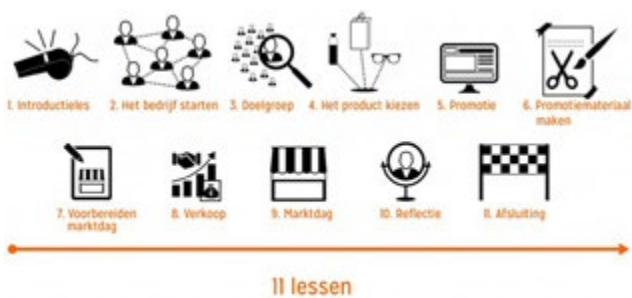 1. Introductieles
2. Het bedrijf starten
3. Doelgroep
4. Het product kiezen
5. Promotie
6. Promotiemateriaal
maken
7. Voorbereiden
marktdag
8. Verkoop
9. Marktdag
10. Reflectie
11. Afsluiting
11 lessen